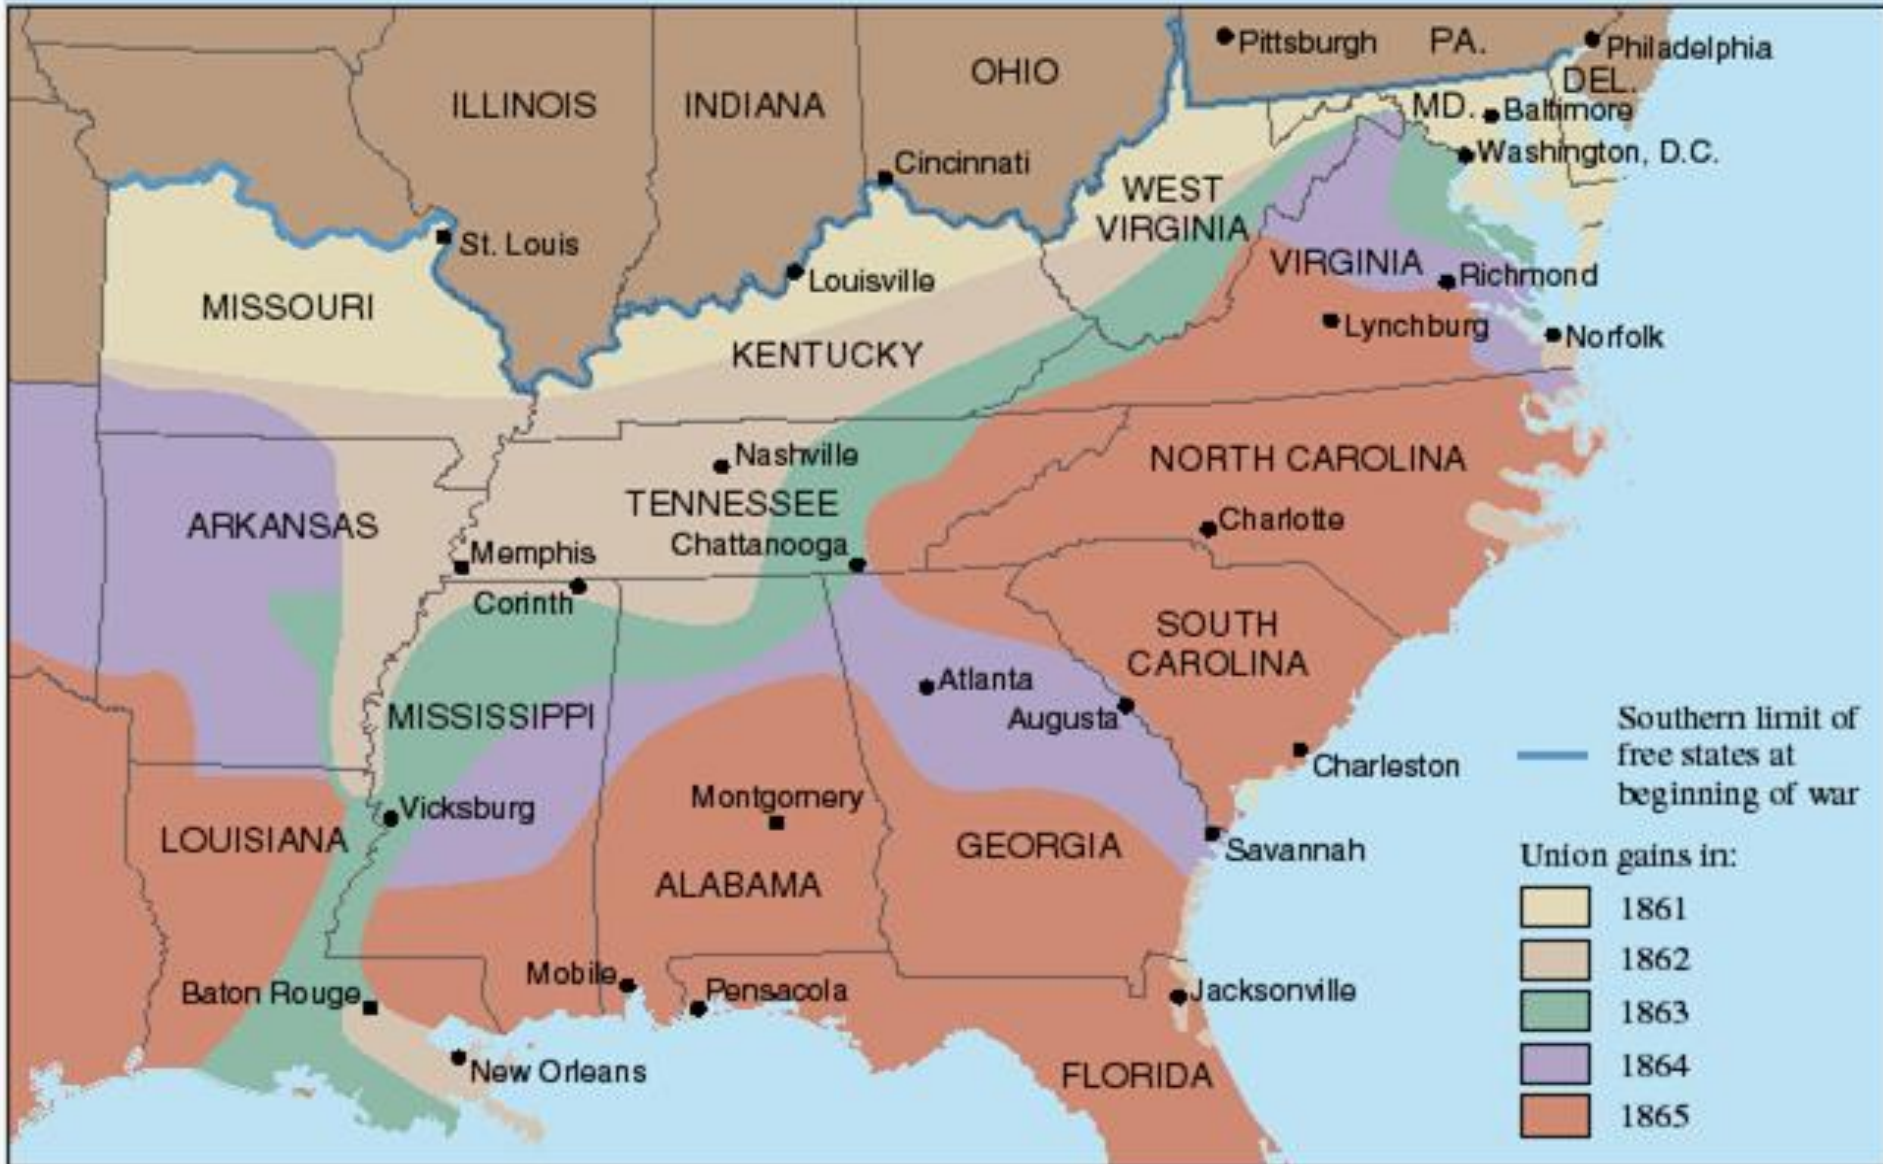 Pittsburgh
PA.
Philadelphia
OHIO
DEL.
ILLINOIS
INDIANA
MD.
Baltimore
Washington, D.C.
Cincinnati
WEST
VIRGINIA
St. Louis
Louisville
VIRGINIA
Richmond
MISSOURI
Lynchburg
Norfolk
KENTUCKY
Nashville
NORTH CAROLINA
TENNESSEE
ARKANSAS
Charlotte
Chattanooga
Memphis
Corinth
SOUTH
CAROLINA
Atlanta
Augusta
MISSISSIPPI
Charleston
Montgomery
Vicksburg
LOUISIANA
GEORGIA
Savannah
ALABAMA
Mobile
Pensacola
Baton Rouge
Jacksonville
New Orleans
FLORIDA
Southern limit of
free states at
beginning of war
Union gains in:
1861
1862
1863
1864
1865